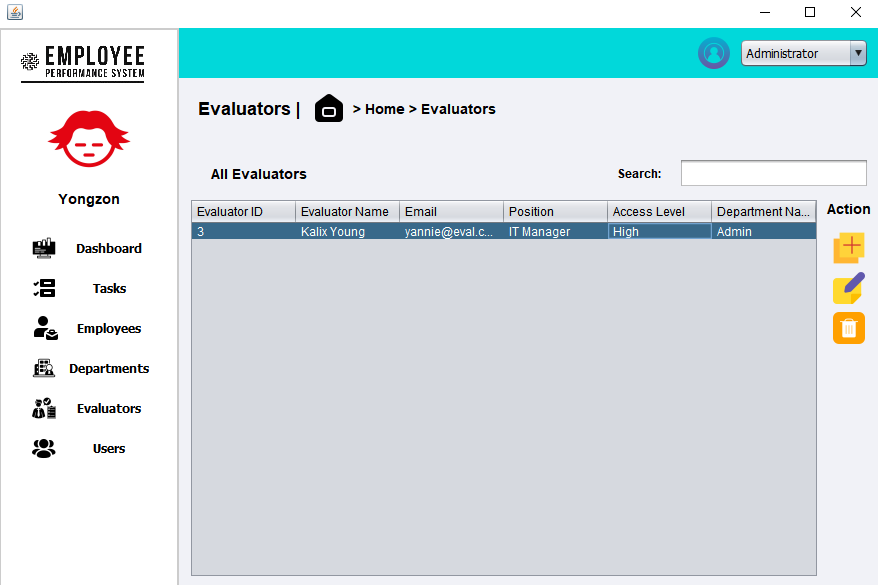 EMPLOYEE
PERFORMANCE SYSTEM
Administrator
Yongzon
Dashboard
Tasks
Employees
Departments
Evaluators
Users
Evaluators | > Home > Evaluators
All Evaluators Search:
Evaluator ID Evaluator Name Email Position Access Level Department Na...
3 Kalix Young yannie@eval.c... IT Manager High Admin
Action